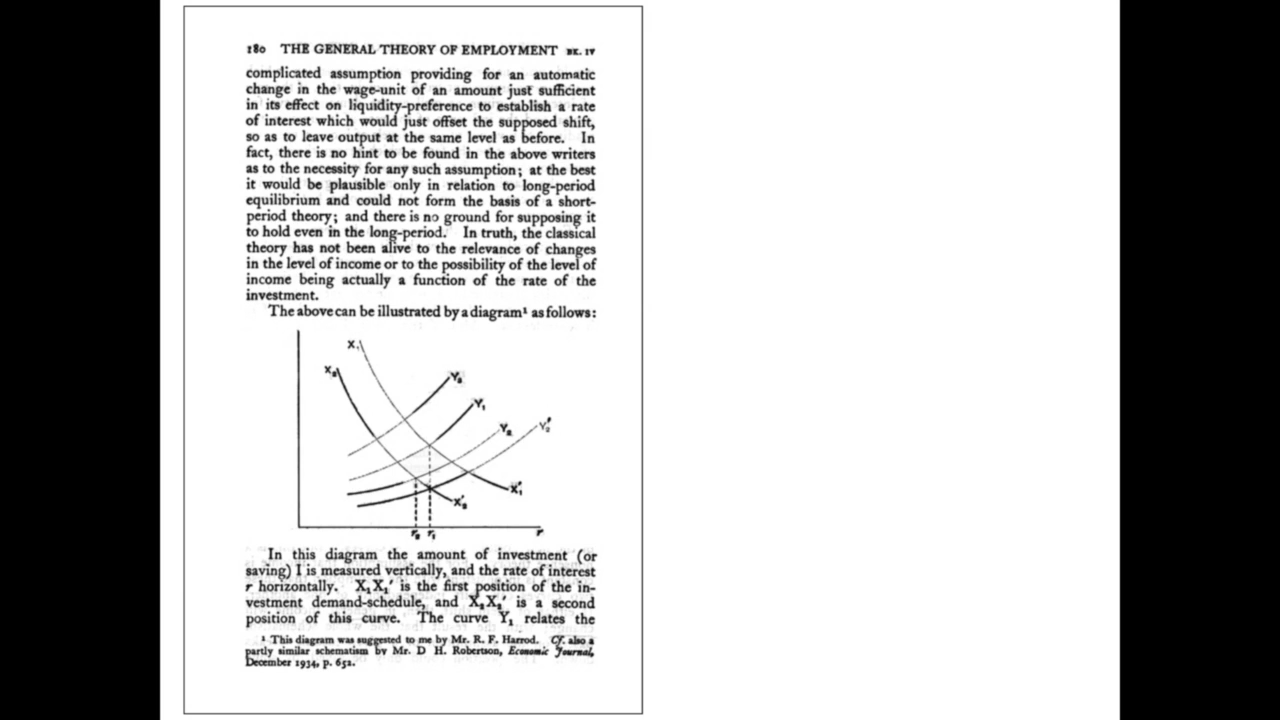 180 THE GENERAL THEORY OF EMPLOYMENT BK. IV
complicated assumption providing for an automatic
change in the wage-unit of an amount just sufficient
in its effect on liquidity-preference to establish a rate
of interest which would just offset the supposed shift,
so as to leave output at the same level as before. In
fact, there is no hint to be found in the above writers
as to the necessity for any such assumption; at the best
it would be plausible only in relation to long-period
equilibrium and could not form the basis of a short-
period theory; and there is no ground for supposing it
to hold even in the long-period. In truth, the classical
theory has not been alive to the relevance of changes
in the level of income or to the possibility of the level of
income being actually a function of the rate of the
investment.
The above can be illustrated by a diagram¹ as follows:
X₁
X₂
Y₃
Y₁
Y₂
Y₂'
X₁'
X₂'
r₂ r₁ r
In this diagram the amount of investment (or
saving) I is measured vertically, and the rate of interest
r horizontally. X₁X₁' is the first position of the in-
vestment demand-schedule, and X₂X₂' is a second
position of this curve. The curve Y₁ relates the
¹ This diagram was suggested to me by Mr. R. F. Harrod. Cf. also a
partly similar schematism by Mr. D H. Robertson, Economic Journal,
December 1934, p. 652.